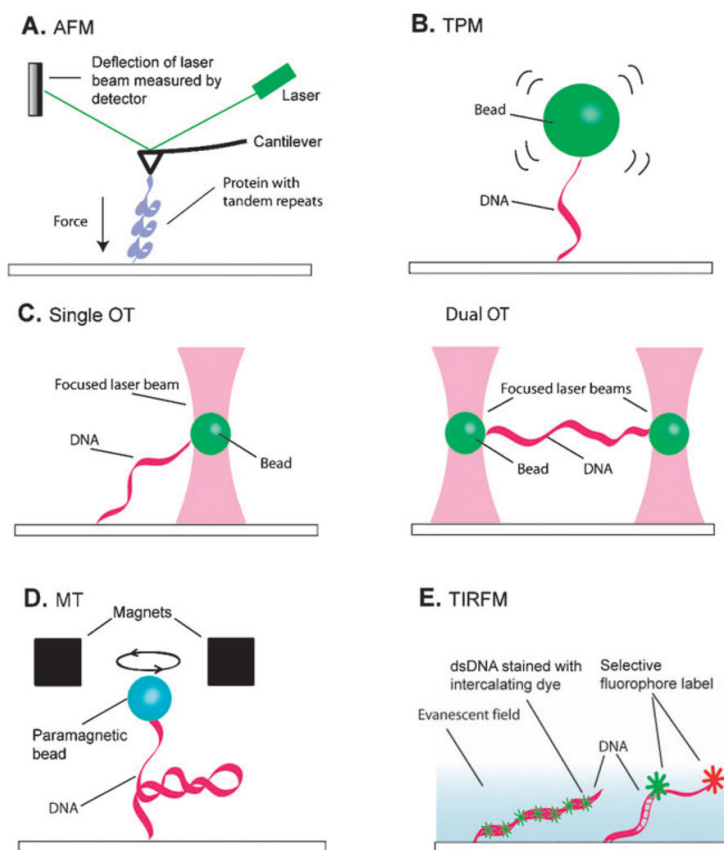 A. AFM
Deflection of laser
beam measured by
detector
Laser
Cantilever
Protein with
tandem repeats
Force
B. TPM
Bead
DNA
C. Single OT
Focused laser beam
DNA
Bead
Dual OT
Focused laser beams
Bead
DNA
D. MT
Magnets
Paramagnetic
bead
DNA
E. TIRFM
dsDNA stained with
intercalating dye
Selective
fluorophore label
Evanescent field
DNA